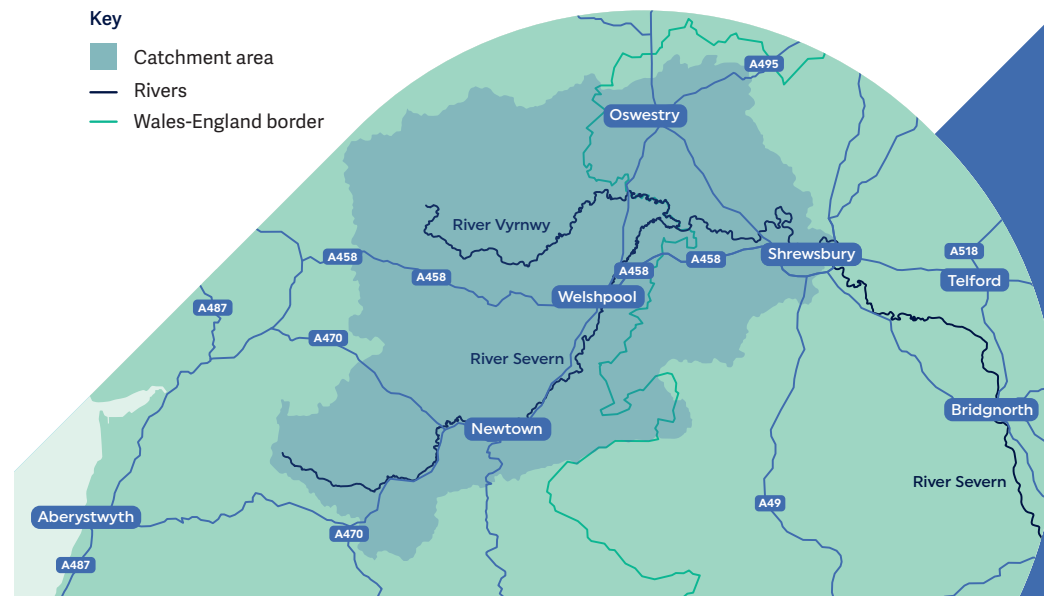 Key
Catchment area
Rivers
Wales-England border
A495
Oswestry
River Vyrnwy
A458
A458
A458
A458
Shrewsbury
A518
Telford
Welshpool
A487
A470
River Severn
Newtown
Bridgnorth
River Severn
A49
Aberystwyth
A470
A487